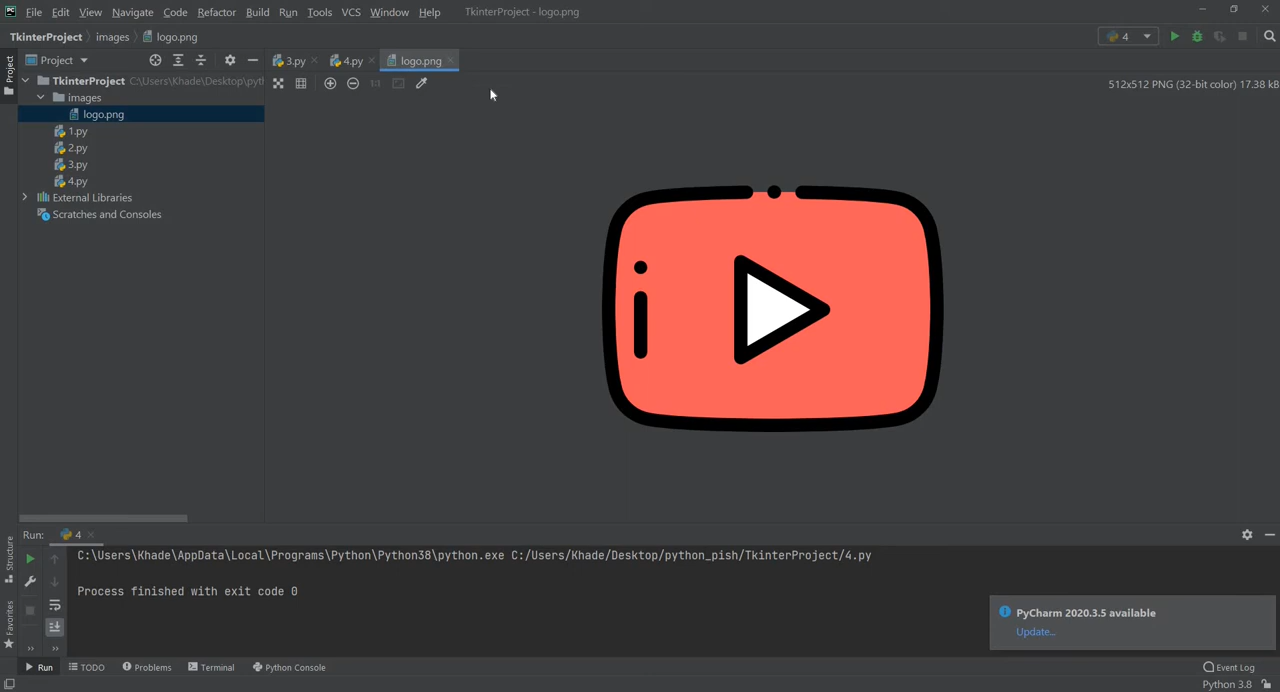 File Edit View Navigate Code Refactor Build Run Tools VCS Window Help TkinterProject - logo.png
TkinterProject images logo.png 4
Project 3.py 4.py logo.png
Project
TkinterProject C:\Users\Khade\Desktop\pyth
1:1 512x512 PNG (32-bit color) 17.38 kB
images
logo.png
1.py
2.py
3.py
4.py
External Libraries
Scratches and Consoles
Run: 4
Structure
Favorites
C:\Users\Khade\AppData\Local\Programs\Python\Python38\python.exe C:/Users/Khade/Desktop/python_pish/TkinterProject/4.py
Process finished with exit code 0
PyCharm 2020.3.5 available
Update...
Run TODO Problems Terminal Python Console Event Log
Python 3.8